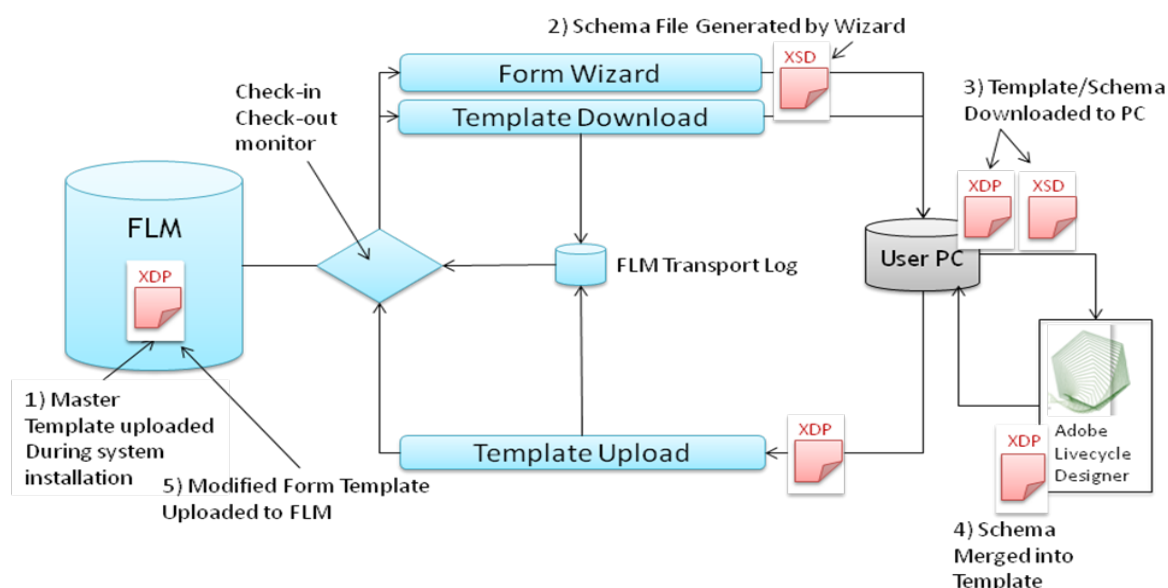 2) Schema File Generated by Wizard
XSD
Form Wizard
Template Download
Check-in
Check-out
monitor
3) Template/Schema
Downloaded to PC
XDP
XSD
FLM
XDP
FLM Transport Log
User PC
1) Master
Template uploaded
During system
installation
5) Modified Form Template
Uploaded to FLM
Template Upload
XDP
Adobe
Livecycle
Designer
XDP
4) Schema
Merged into
Template